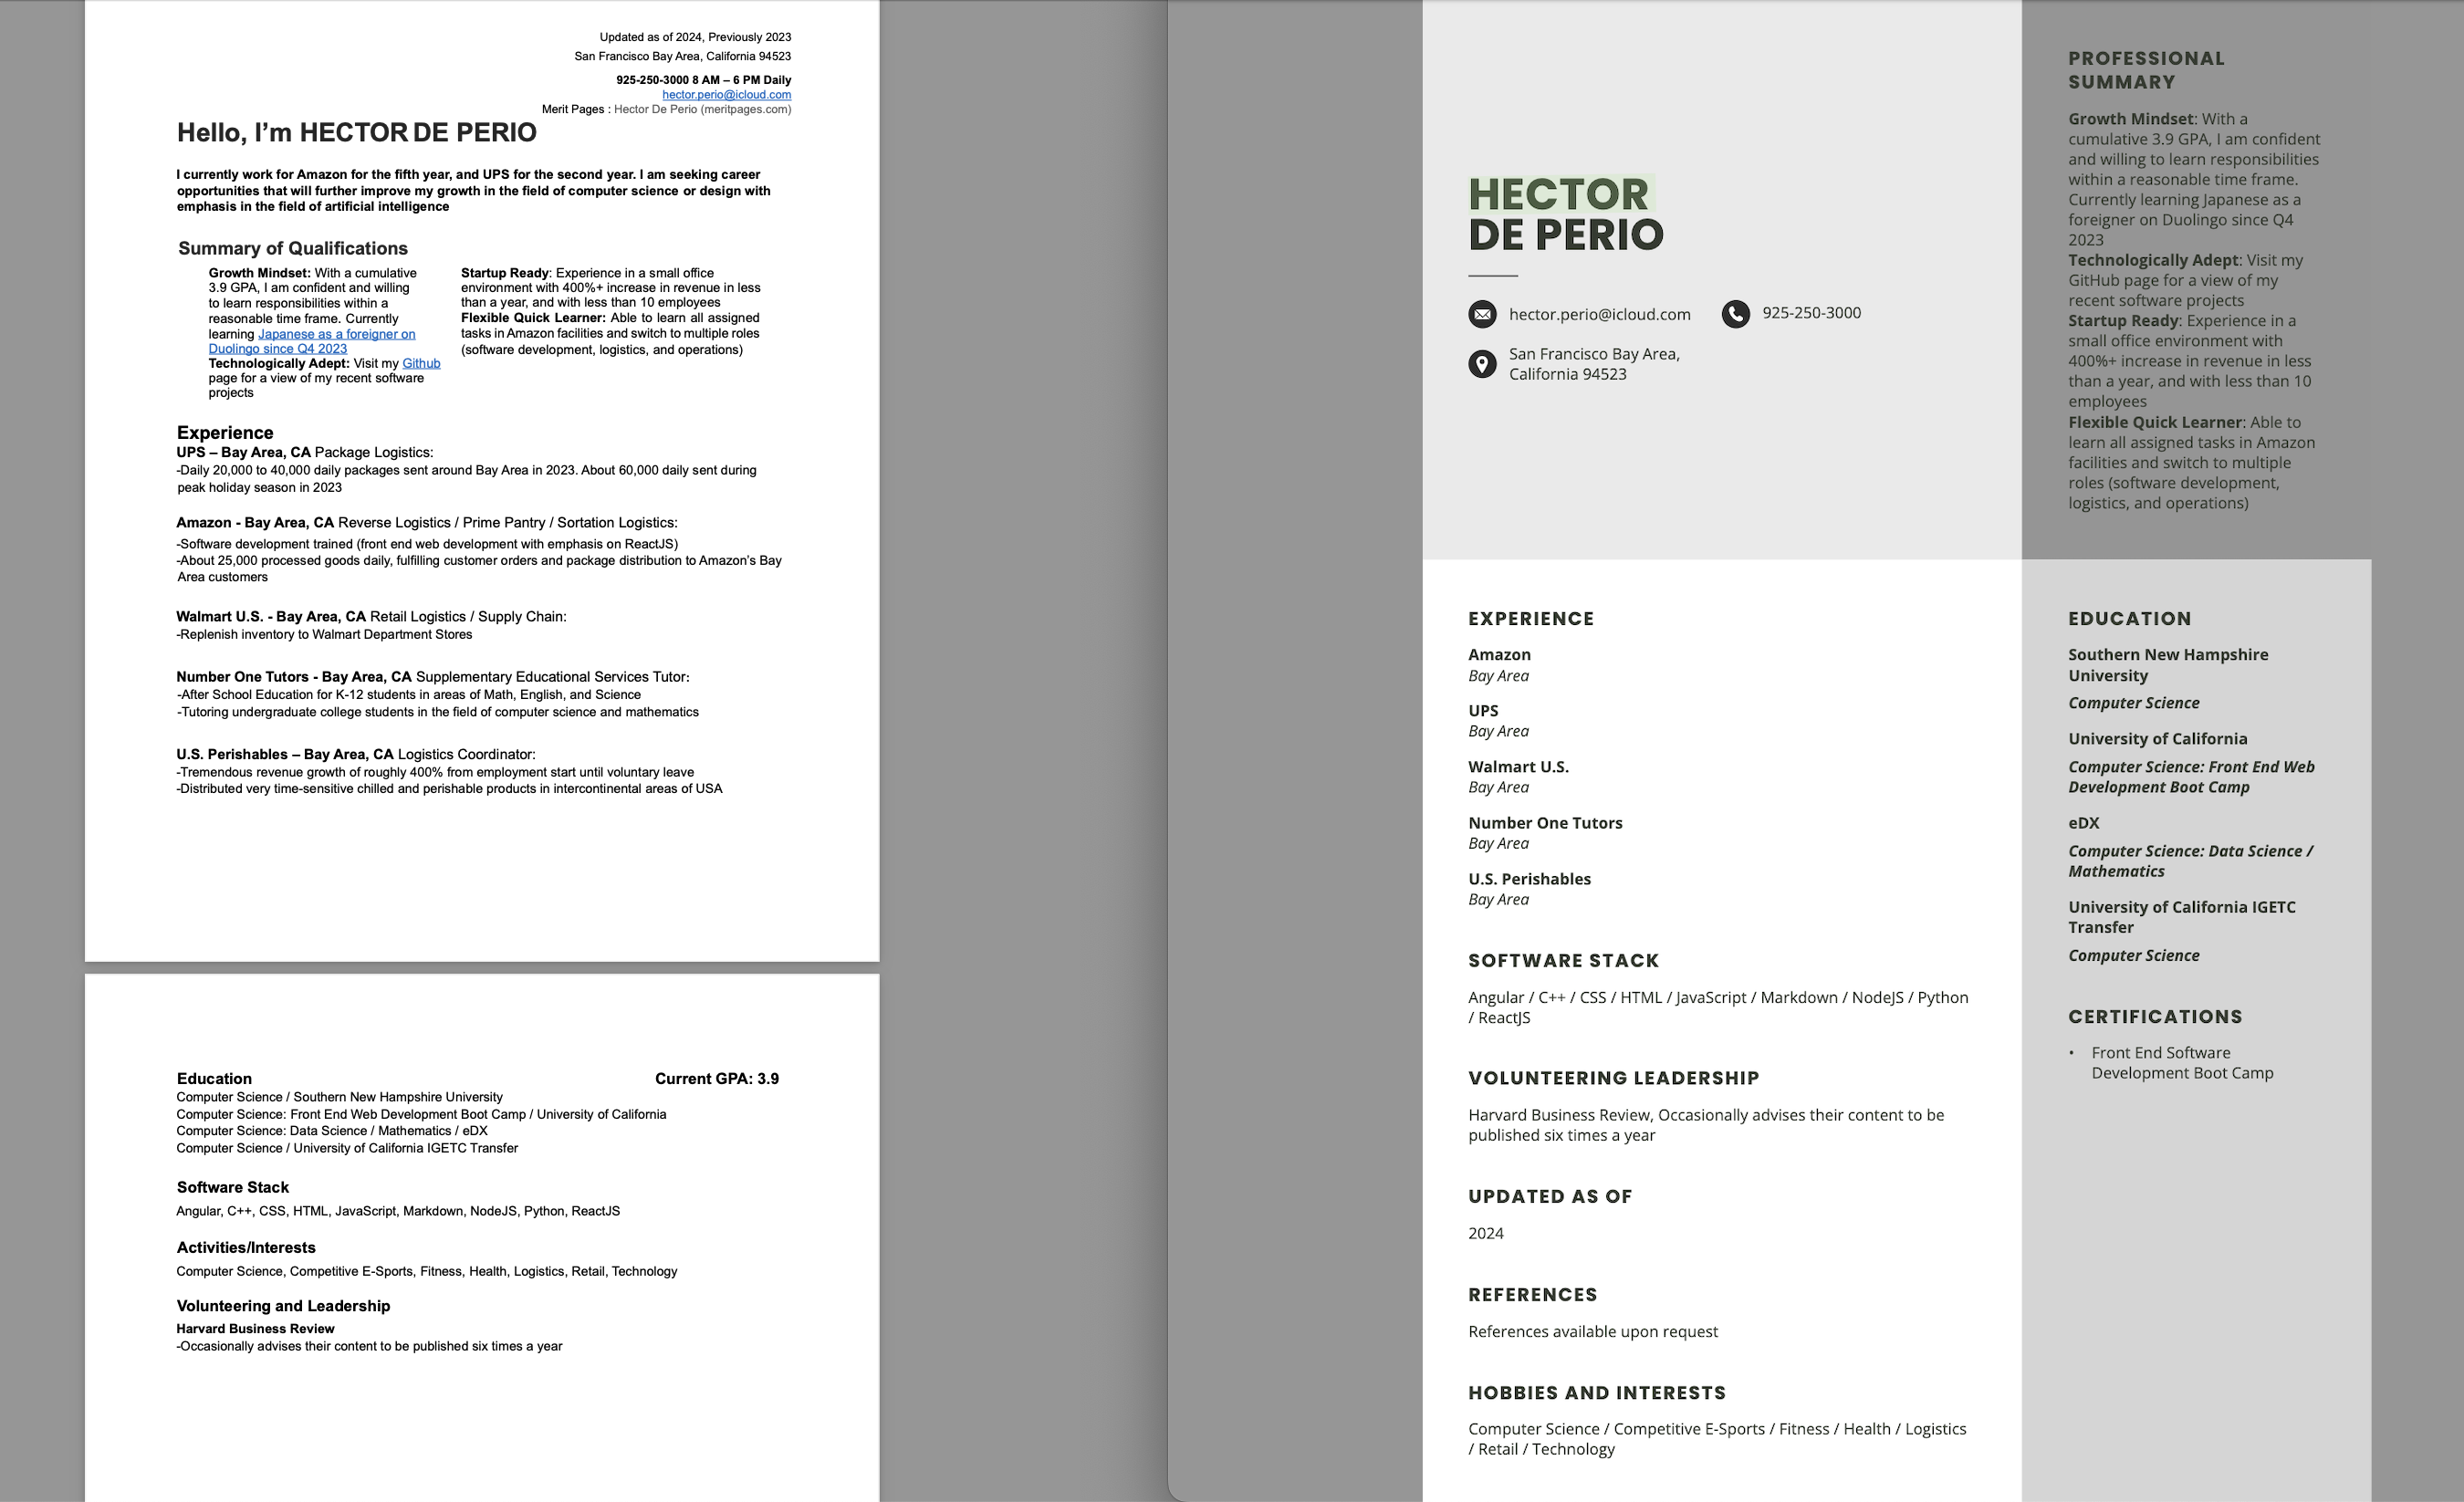 Updated as of 2024, Previously 2023
San Francisco Bay Area, California 94523
925-250-3000 8 AM – 6 PM Daily
hector.perio@icloud.com
Merit Pages : Hector De Perio (meritpages.com)
Hello, I’m HECTOR DE PERIO
I currently work for Amazon for the fifth year, and UPS for the second year. I am seeking career
opportunities that will further improve my growth in the field of computer science or design with
emphasis in the field of artificial intelligence
Summary of Qualifications
Growth Mindset: With a cumulative
3.9 GPA, I am confident and willing
to learn responsibilities within a
reasonable time frame. Currently
learning Japanese as a foreigner on
Duolingo since Q4 2023
Technologically Adept: Visit my Github
page for a view of my recent software
projects
Startup Ready: Experience in a small office
environment with 400%+ increase in revenue in less
than a year, and with less than 10 employees
Flexible Quick Learner: Able to learn all assigned
tasks in Amazon facilities and switch to multiple roles
(software development, logistics, and operations)
Experience
UPS – Bay Area, CA Package Logistics:
-Daily 20,000 to 40,000 daily packages sent around Bay Area in 2023. About 60,000 daily sent during
peak holiday season in 2023
Amazon - Bay Area, CA Reverse Logistics / Prime Pantry / Sortation Logistics:
-Software development trained (front end web development with emphasis on ReactJS)
-About 25,000 processed goods daily, fulfilling customer orders and package distribution to Amazon’s Bay
Area customers
Walmart U.S. - Bay Area, CA Retail Logistics / Supply Chain:
-Replenish inventory to Walmart Department Stores
Number One Tutors - Bay Area, CA Supplementary Educational Services Tutor:
-After School Education for K-12 students in areas of Math, English, and Science
-Tutoring undergraduate college students in the field of computer science and mathematics
U.S. Perishables – Bay Area, CA Logistics Coordinator:
-Tremendous revenue growth of roughly 400% from employment start until voluntary leave
-Distributed very time-sensitive chilled and perishable products in intercontinental areas of USA
Education Current GPA: 3.9
Computer Science / Southern New Hampshire University
Computer Science: Front End Web Development Boot Camp / University of California
Computer Science: Data Science / Mathematics / eDX
Computer Science / University of California IGETC Transfer
Software Stack
Angular, C++, CSS, HTML, JavaScript, Markdown, NodeJS, Python, ReactJS
Activities/Interests
Computer Science, Competitive E-Sports, Fitness, Health, Logistics, Retail, Technology
Volunteering and Leadership
Harvard Business Review
-Occasionally advises their content to be published six times a year
HECTOR
DE PERIO
hector.perio@icloud.com
925-250-3000
San Francisco Bay Area,
California 94523
PROFESSIONAL
SUMMARY
Growth Mindset: With a
cumulative 3.9 GPA, I am confident
and willing to learn responsibilities
within a reasonable time frame.
Currently learning Japanese as a
foreigner on Duolingo since Q4
2023
Technologically Adept: Visit my
GitHub page for a view of my
recent software projects
Startup Ready: Experience in a
small office environment with
400%+ increase in revenue in less
than a year, and with less than 10
employees
Flexible Quick Learner: Able to
learn all assigned tasks in Amazon
facilities and switch to multiple
roles (software development,
logistics, and operations)
EXPERIENCE
Amazon
Bay Area
UPS
Bay Area
Walmart U.S.
Bay Area
Number One Tutors
Bay Area
U.S. Perishables
Bay Area
SOFTWARE STACK
Angular / C++ / CSS / HTML / JavaScript / Markdown / NodeJS / Python
/ ReactJS
VOLUNTEERING LEADERSHIP
Harvard Business Review, Occasionally advises their content to be
published six times a year
UPDATED AS OF
2024
REFERENCES
References available upon request
HOBBIES AND INTERESTS
Computer Science / Competitive E-Sports / Fitness / Health / Logistics
/ Retail / Technology
EDUCATION
Southern New Hampshire
University
Computer Science
University of California
Computer Science: Front End Web
Development Boot Camp
eDX
Computer Science: Data Science /
Mathematics
University of California IGETC
Transfer
Computer Science
CERTIFICATIONS
• Front End Software
Development Boot Camp